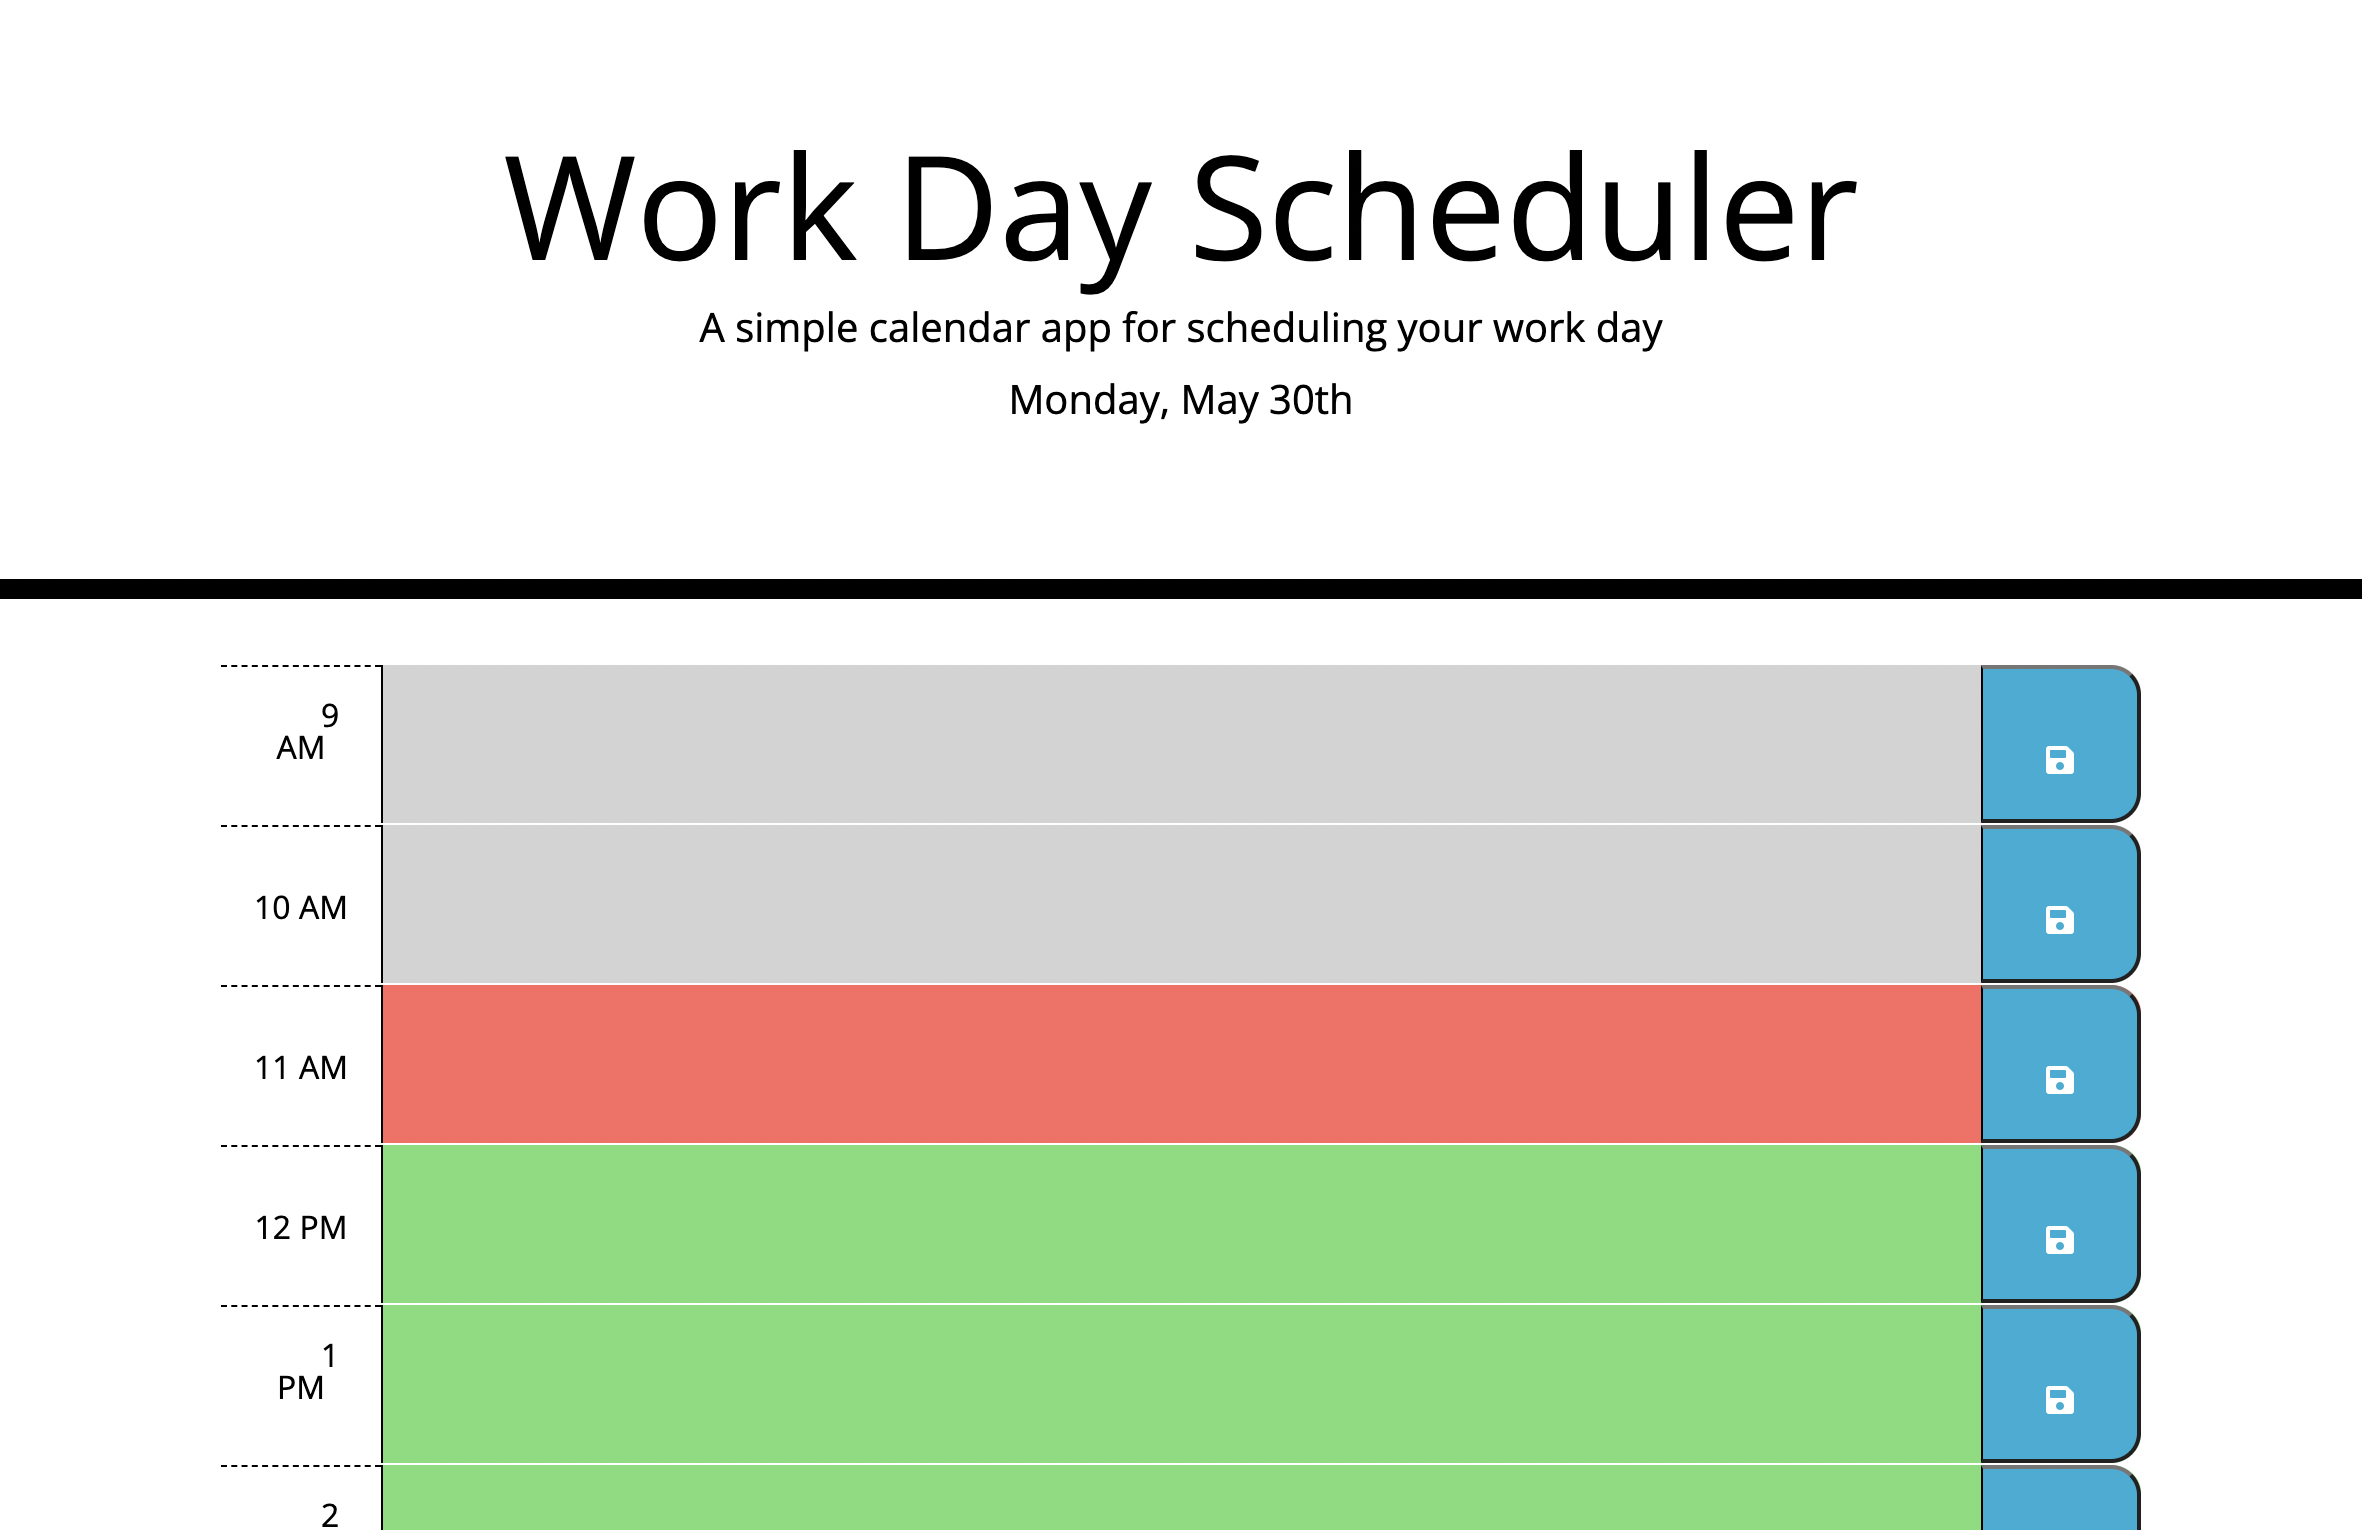 Work Day Scheduler
A simple calendar app for scheduling your work day
Monday, May 30th
9
AM
10 AM
11 AM
12 PM
1
PM
2